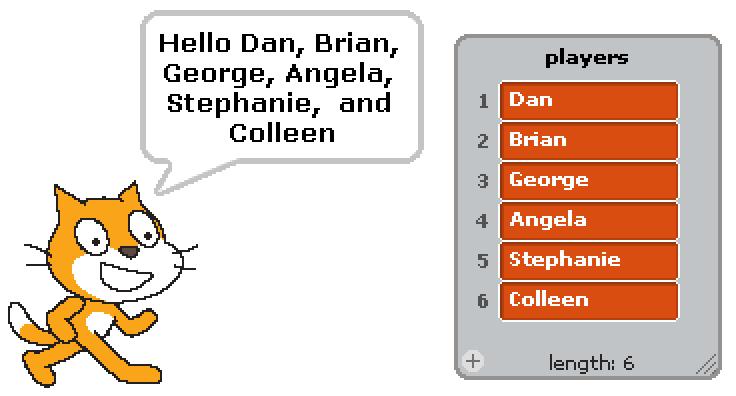 Hello Dan, Brian,
George, Angela,
Stephanie,  and
Colleen
players
1 Dan
2 Brian
3 George
4 Angela
5 Stephanie
6 Colleen
+ length: 6